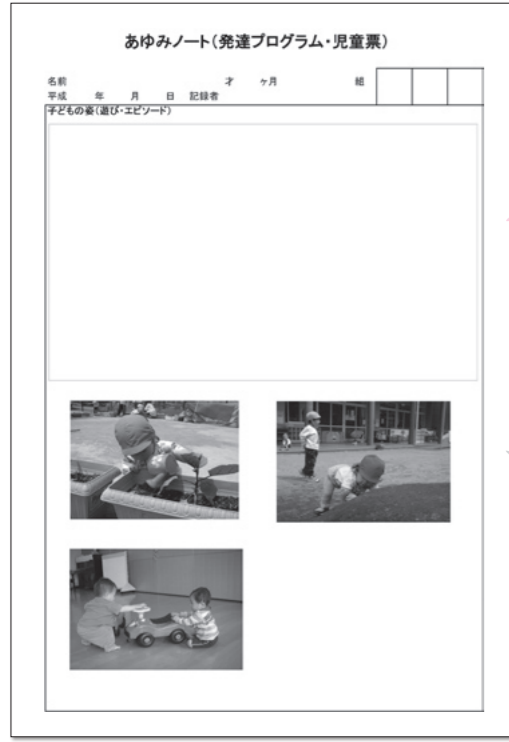 あゆみノート(発達プログラム・児童票)
名前 才 ヶ月 組
平成 年 月 日 記録者
子どもの姿(遊び・エピソード)